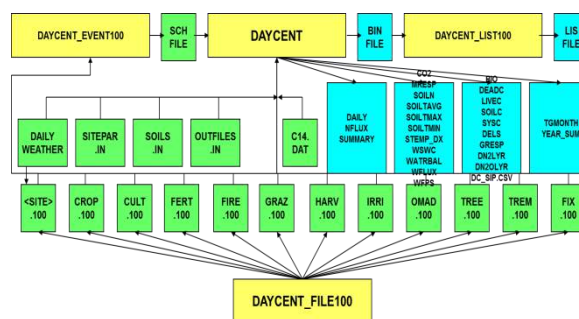 DAYCENT_EVENT100
SCH
FILE
DAYCENT
BIN
FILE
DAYCENT_LIST100
LIS
FILE
DAILY
WEATHER
SITEPAR
.IN
SOILS
.IN
OUTFILES
.IN
C14.
DAT
DAILY
NFLUX
SUMMARY
CO2
MRESP
SOILN
SOILTAVG
SOILTMAX
SOILTMIN
STEMP_DX
WSWC
WATRBAL
WFLUX
WFPS
BIO
DEADC
LIVEC
SOILC
SYSC
DELS
GRESP
DN2LYR
DN2OLYR
DC_SIP.CSV
TGMONTH
YEAR_SUM
<SITE>
.100
CROP
.100
CULT
.100
FERT
.100
FIRE
.100
GRAZ
.100
HARV
.100
IRRI
.100
OMAD
.100
TREE
.100
TREM
.100
FIX
.100
DAYCENT_FILE100